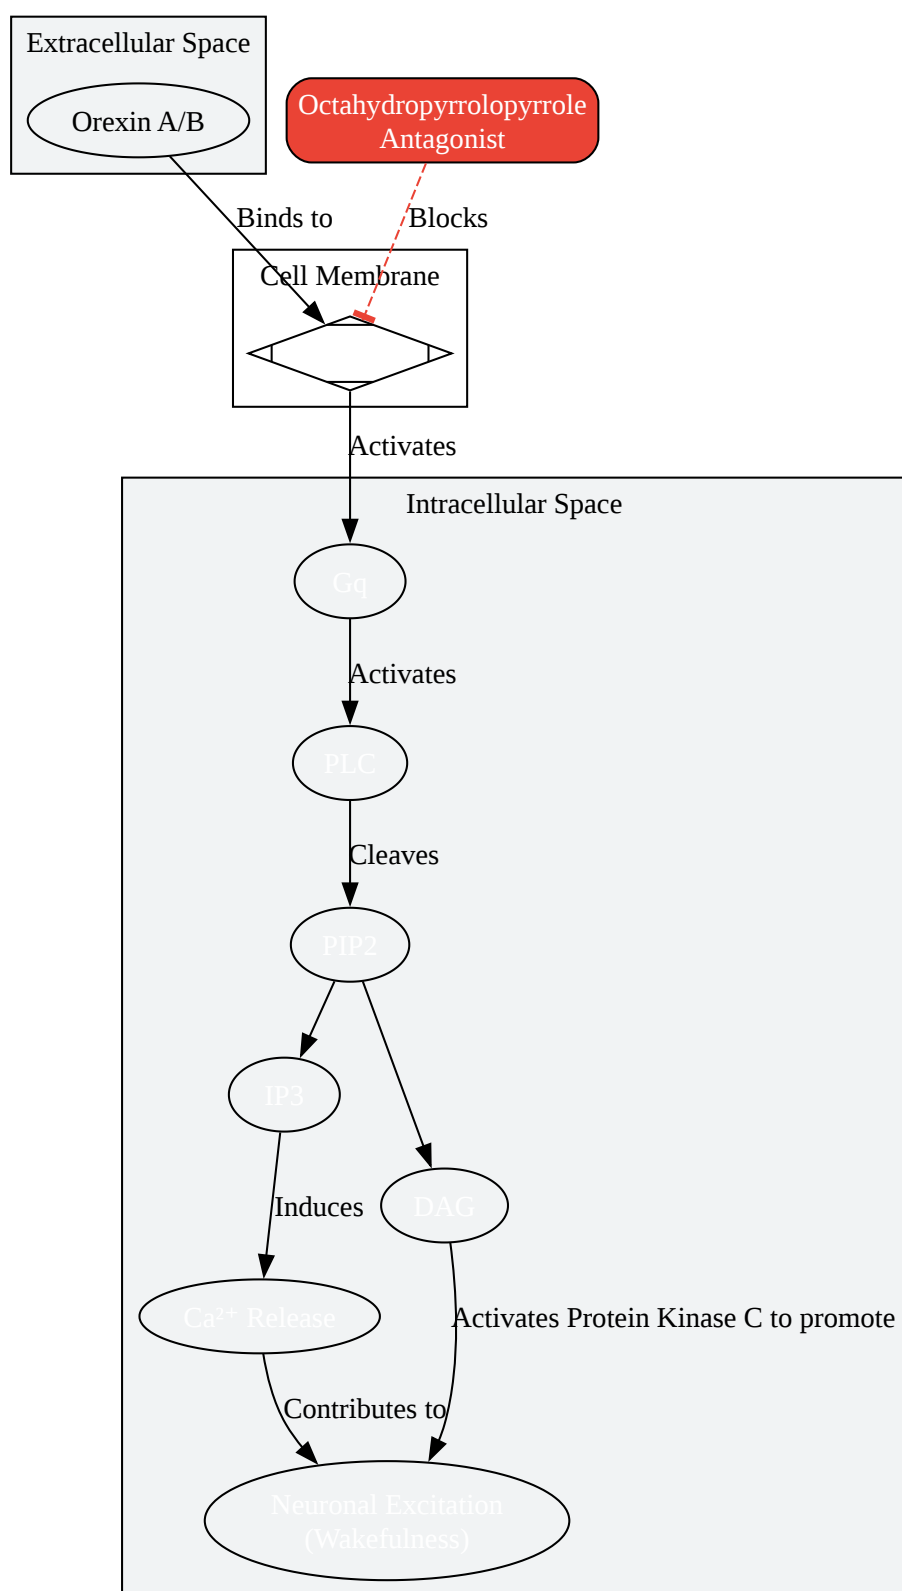 Extracellular Space
Orexin A/B
Octahydropyrrolopyrrole
Antagonist
Binds to
Blocks
Cell Membrane
Activates
Intracellular Space
Gq
Activates
PLC
Cleaves
PIP2
IP3
DAG
Induces
Ca²⁺ Release
Activates Protein Kinase C to promote
Contributes to
Neuronal Excitation
(Wakefulness)